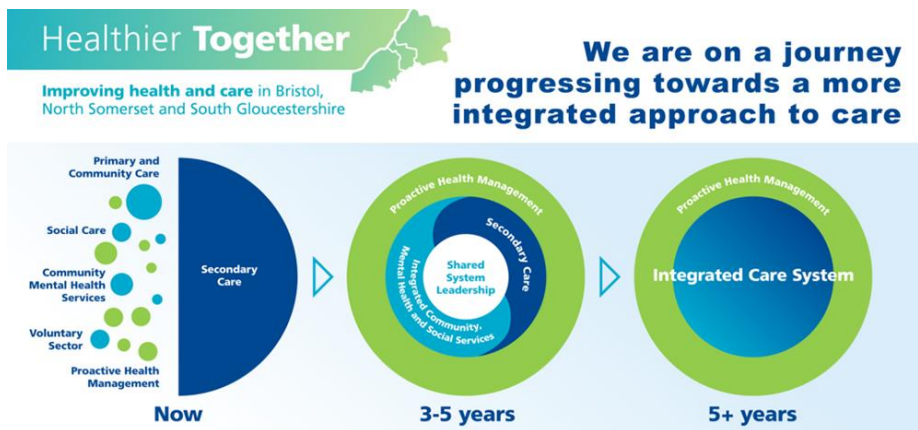 Healthier Together
Improving health and care in Bristol,
North Somerset and South Gloucestershire
We are on a journey
progressing towards a more
integrated approach to care
Primary and
Community Care
Social Care
Community
Mental Health
Services
Voluntary
Sector
Proactive Health
Management
Secondary
Care
Now
Proactive Health Management
Secondary Care
Shared
System
Leadership
Integrated Community,
Mental Health and Social Services
3-5 years
Proactive Health Management
Integrated Care System
5+ years